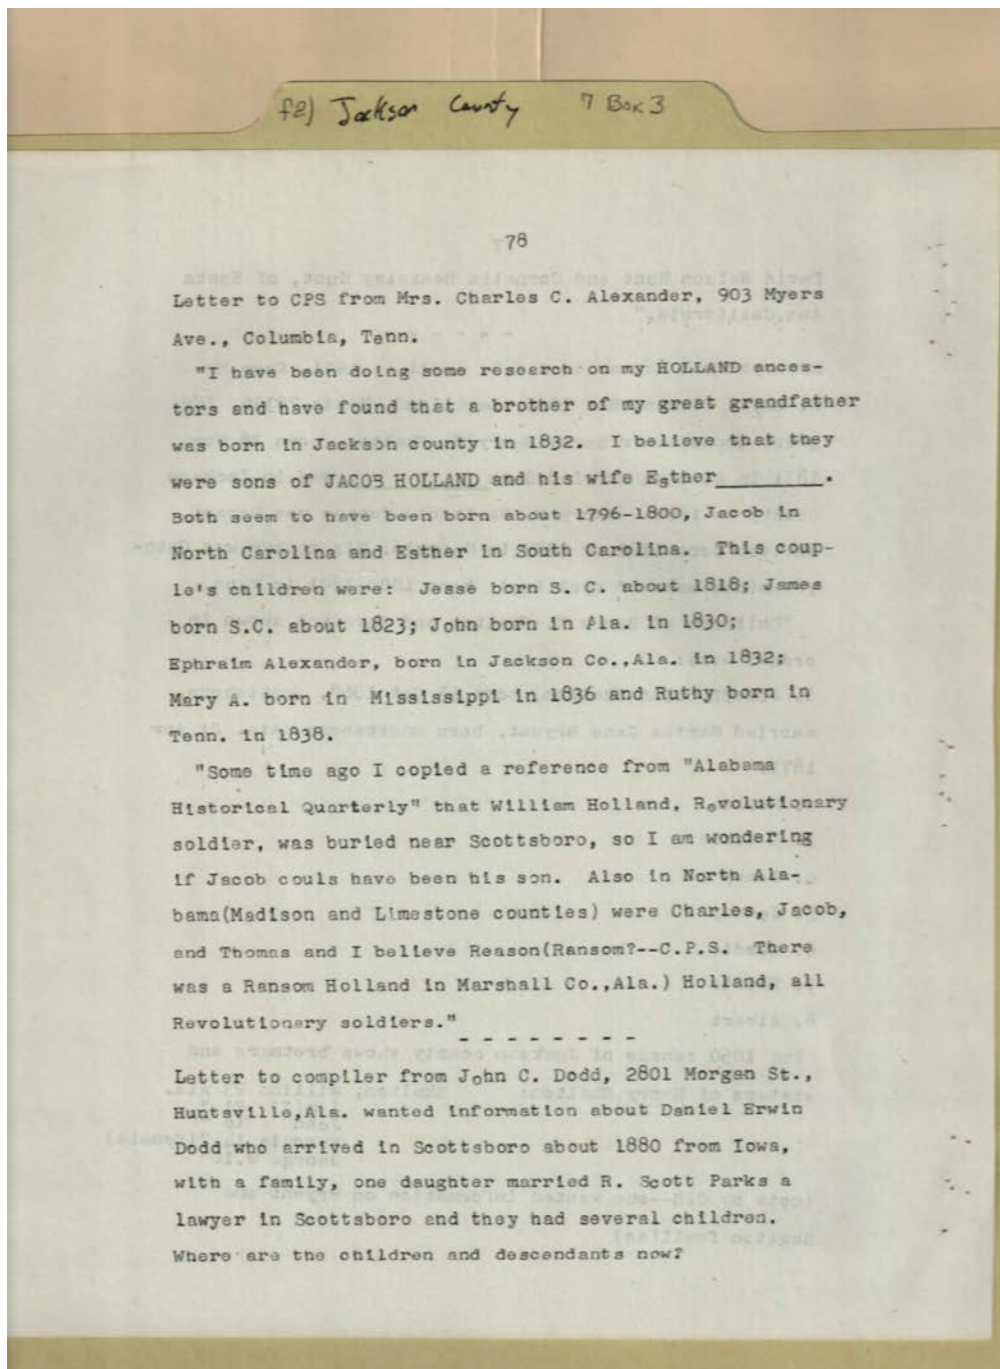 f2) Jackson County 7 Box 3
78
Letter to CPS from Mrs. Charles C. Alexander, 903 Myers
Ave., Columbia, Tenn.
"I have been doing some research on my HOLLAND ances-
tors and have found that a brother of my great grandfather
was born in Jackson county in 1832. I believe that they
were sons of JACOB HOLLAND and his wife Esther________.
Both seem to have been born about 1796-1800, Jacob in
North Carolina and Esther in South Carolina. This coup-
le's children were: Jesse born S. C. about 1818; James
born S.C. about 1823; John born in Ala. in 1830;
Ephraim Alexander, born in Jackson Co.,Ala. in 1832;
Mary A. born in Mississippi in 1836 and Ruthy born in
Tenn. in 1838.
"Some time ago I copied a reference from "Alabama
Historical Quarterly" that William Holland, Revolutionary
soldier, was buried near Scottsboro, so I am wondering
if Jacob couls have been his son. Also in North Ala-
bama(Madison and Limestone counties) were Charles, Jacob,
and Thomas and I believe Reason(Ransom?--C.P.S. There
was a Ransom Holland in Marshall Co.,Ala.) Holland, all
Revolutionary soldiers."
- - - - - - - -
Letter to compiler from John C. Dodd, 2801 Morgan St.,
Huntsville,Ala. wanted information about Daniel Erwin
Dodd who arrived in Scottsboro about 1880 from Iowa,
with a family, one daughter married R. Scott Parks a
lawyer in Scottsboro and they had several children.
Where are the children and descendants now?